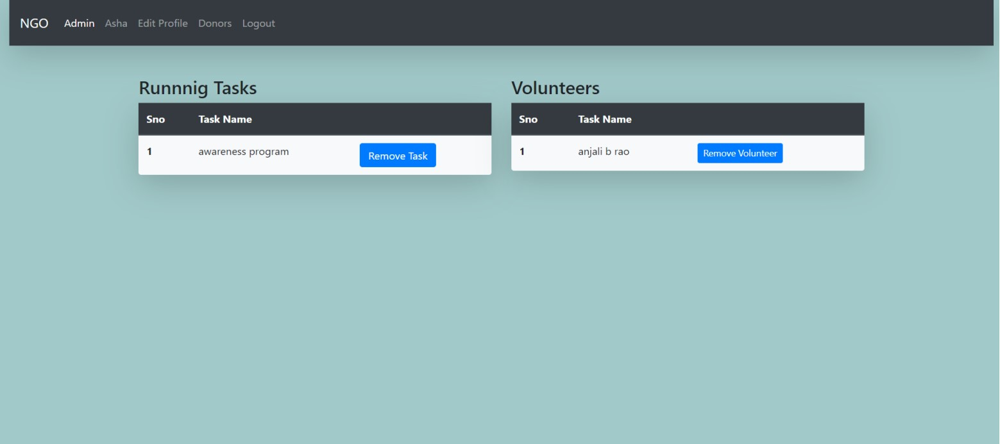 NGO Admin Asha Edit Profile Donors Logout
Runnnig Tasks
Sno Task Name
1 awareness program Remove Task
Volunteers
Sno Task Name
1 anjali b rao Remove Volunteer